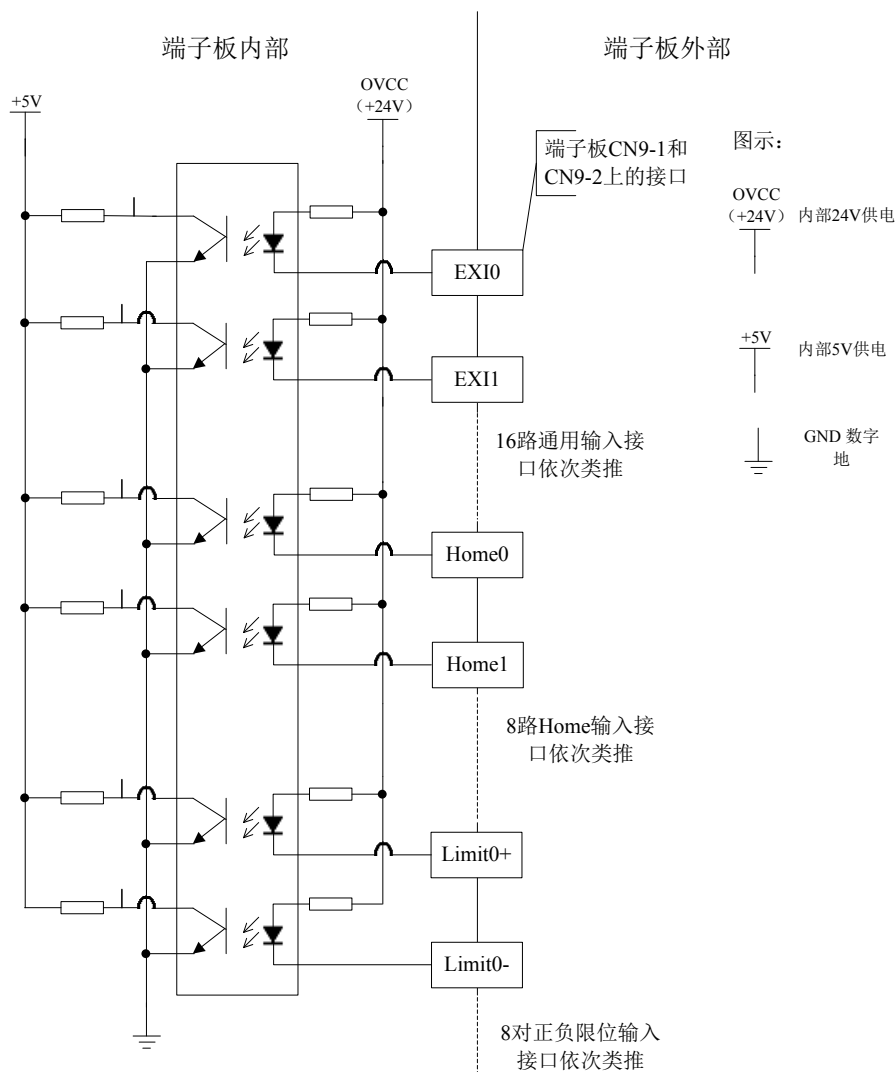 端子板内部
端子板外部
+5V
OVCC
（+24V）
端子板CN9-1和
CN9-2上的接口
图示：
OVCC
（+24V）
内部24V供电
EXI0
+5V
内部5V供电
EXI1
16路通用输入接
口依次类推
GND 数字
地
Home0
Home1
8路Home输入接
口依次类推
Limit0+
Limit0-
8对正负限位输入
接口依次类推